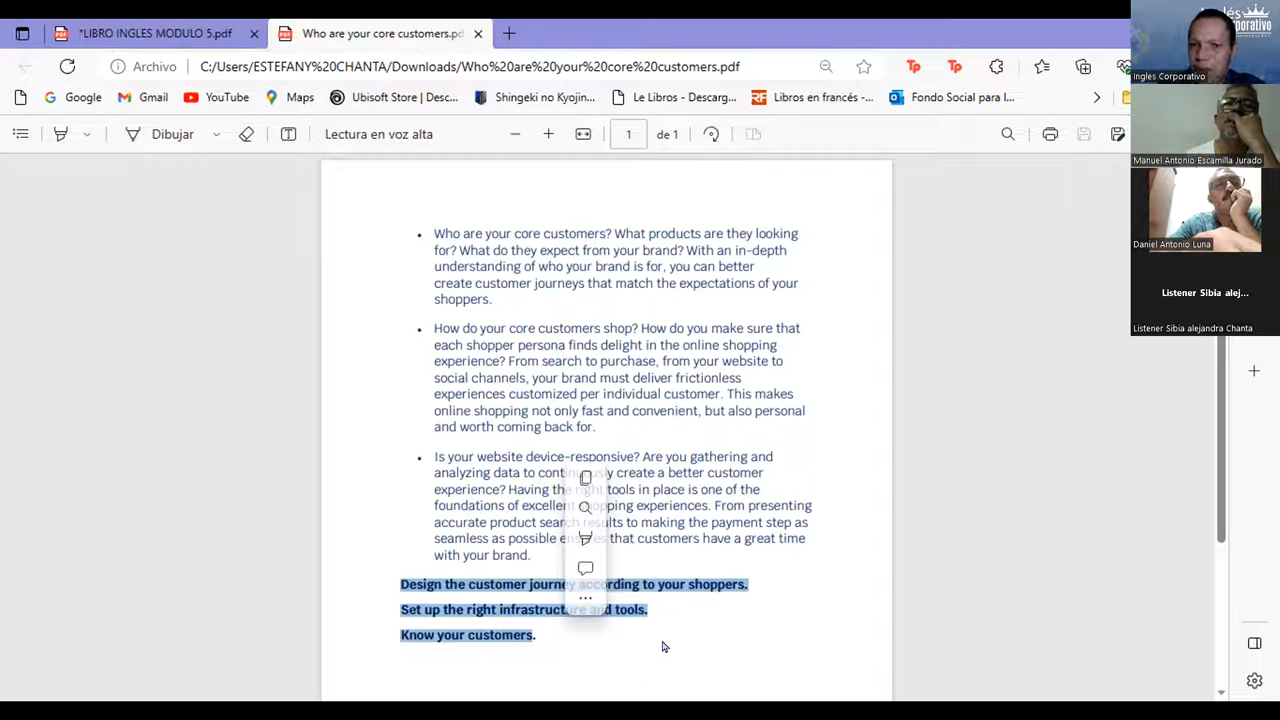 *LIBRO INGLES MODULO 5.pdf
Who are your core customers.pd
Archivo
C:/Users/ESTEFANY%20CHANTA/Downloads/Who%20are%20your%20core%20customers.pdf
Google
Gmail
YouTube
Maps
Ubisoft Store | Desc...
Shingeki no Kyojin...
Le Libros - Descarg...
Libros en francés -...
Fondo Social para l...
Dibujar
Lectura en voz alta
1
de 1
Who are your core customers? What products are they looking
for? What do they expect from your brand? With an in-depth
understanding of who your brand is for, you can better
create customer journeys that match the expectations of your
shoppers.
How do your core customers shop? How do you make sure that
each shopper persona finds delight in the online shopping
experience? From search to purchase, from your website to
social channels, your brand must deliver frictionless
experiences customized per individual customer. This makes
online shopping not only fast and convenient, but also personal
and worth coming back for.
Is your website device-responsive? Are you gathering and
analyzing data to continuously create a better customer
experience? Having the right tools in place is one of the
foundations of excellent shopping experiences. From presenting
accurate product search results to making the payment step as
seamless as possible ensures that customers have a great time
with your brand.
Design the customer journey according to your shoppers.
Set up the right infrastructure and tools.
Know your customers.
Ingles Corporativo
Manuel Antonio Escamilla Jurado
Daniel Antonio Luna
Listener Sibia alej...
Listener Sibia alejandra Chanta